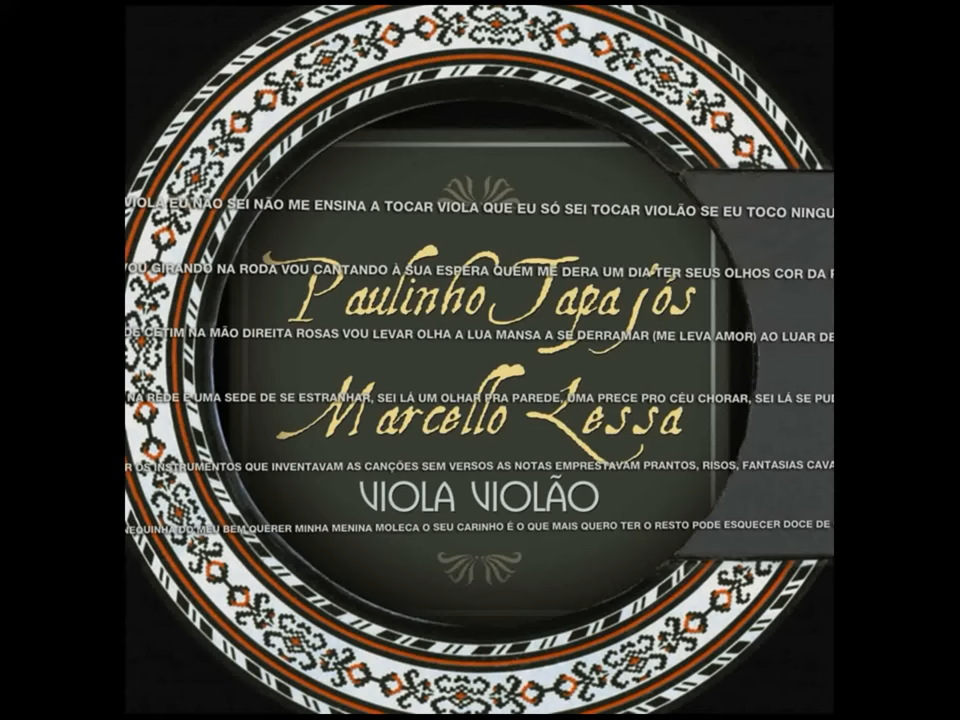 VIOLA EU NÃO SEI NÃO ME ENSINA A TOCAR VIOLA QUE EU SÓ SEI TOCAR VIOLÃO SE EU TOCO NINGU
VOU GIRANDO NA RODA VOU CANTANDO À SUA ESPERA QUEM ME DERA UM DIA TER SEUS OLHOS COR DA
Paulinho Tapajós
DE CETIM NA MÃO DIREITA ROSAS VOU LEVAR OLHA A LUA MANSA A SE DERRAMAR (ME LEVA AMOR) AO LUAR DE
NA REDE E UMA SEDE DE SE ESTRANHAR, SEI LÁ UM OLHAR PRA PAREDE, UMA PRECE PRO CÉU CHORAR, SEI LÁ SE PUD
Marcello Lessa
R OS INSTRUMENTOS QUE INVENTAVAM AS CANÇÕES SEM VERSOS AS NOTAS EMPRESTAVAM PRANTOS, RISOS, FANTASIAS CAVA
VIOLA VIOLÃO
NEQUINHA DO MEU BEM QUERER MINHA MENINA MOLECA O SEU CARINHO É O QUE MAIS QUERO TER O RESTO PODE ESQUECER DOCE DE